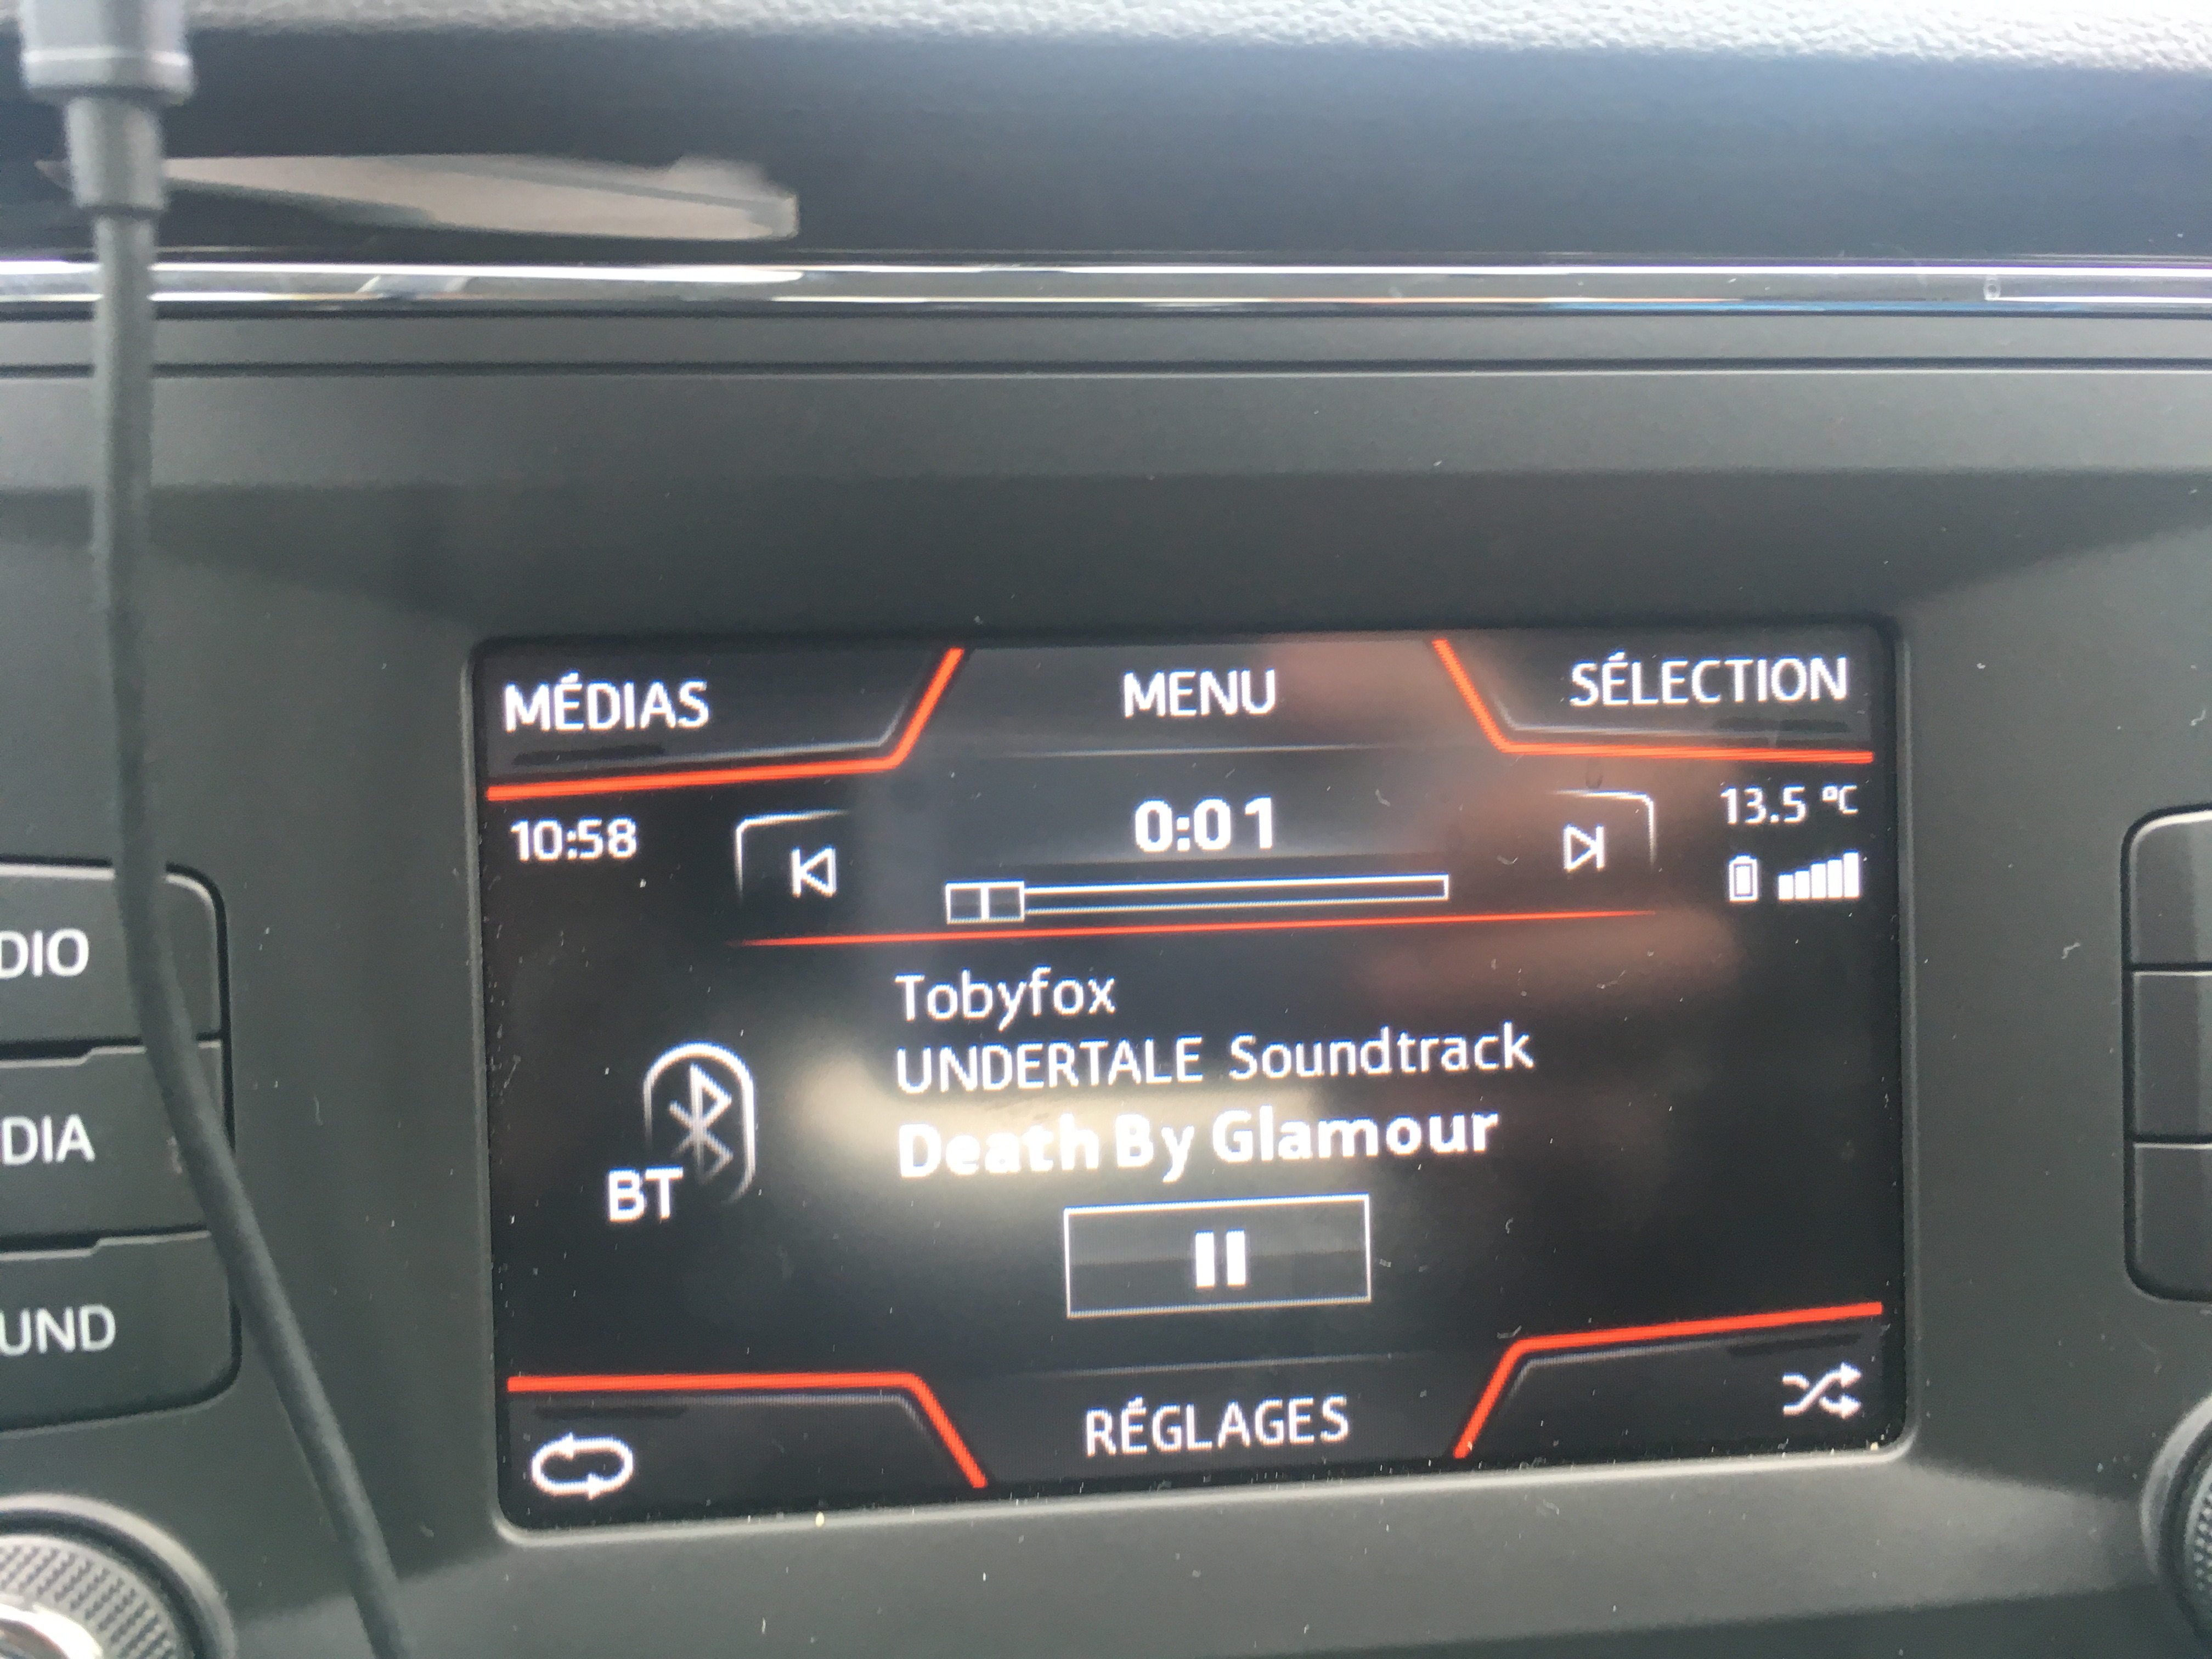 MÉDIAS
MENU
SÉLECTION
10:58
0:01
13.5 °C
Tobyfox
UNDERTALE Soundtrack
Death By Glamour
BT
RÉGLAGES
DIO
DIA
UND